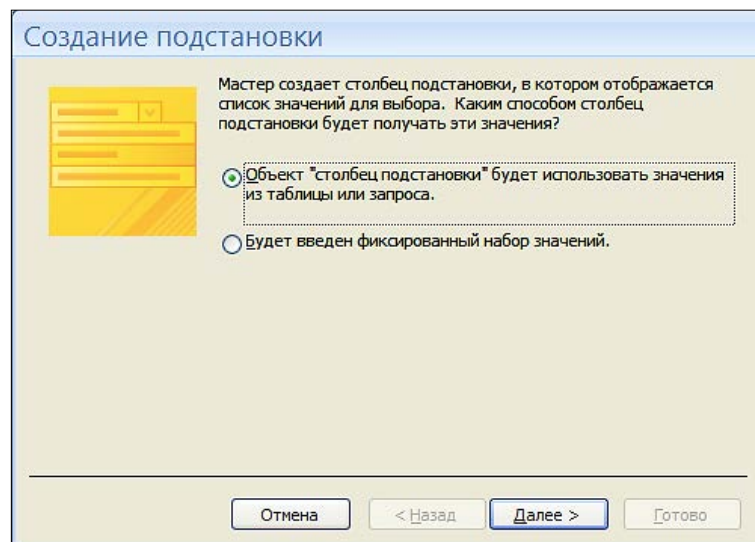 Создание подстановки
Мастер создает столбец подстановки, в котором отображается
список значений для выбора. Каким способом столбец
подстановки будет получать эти значения?
Объект "столбец подстановки" будет использовать значения
из таблицы или запроса.
Будет введен фиксированный набор значений.
Отмена
< Назад
Далее >
Готово